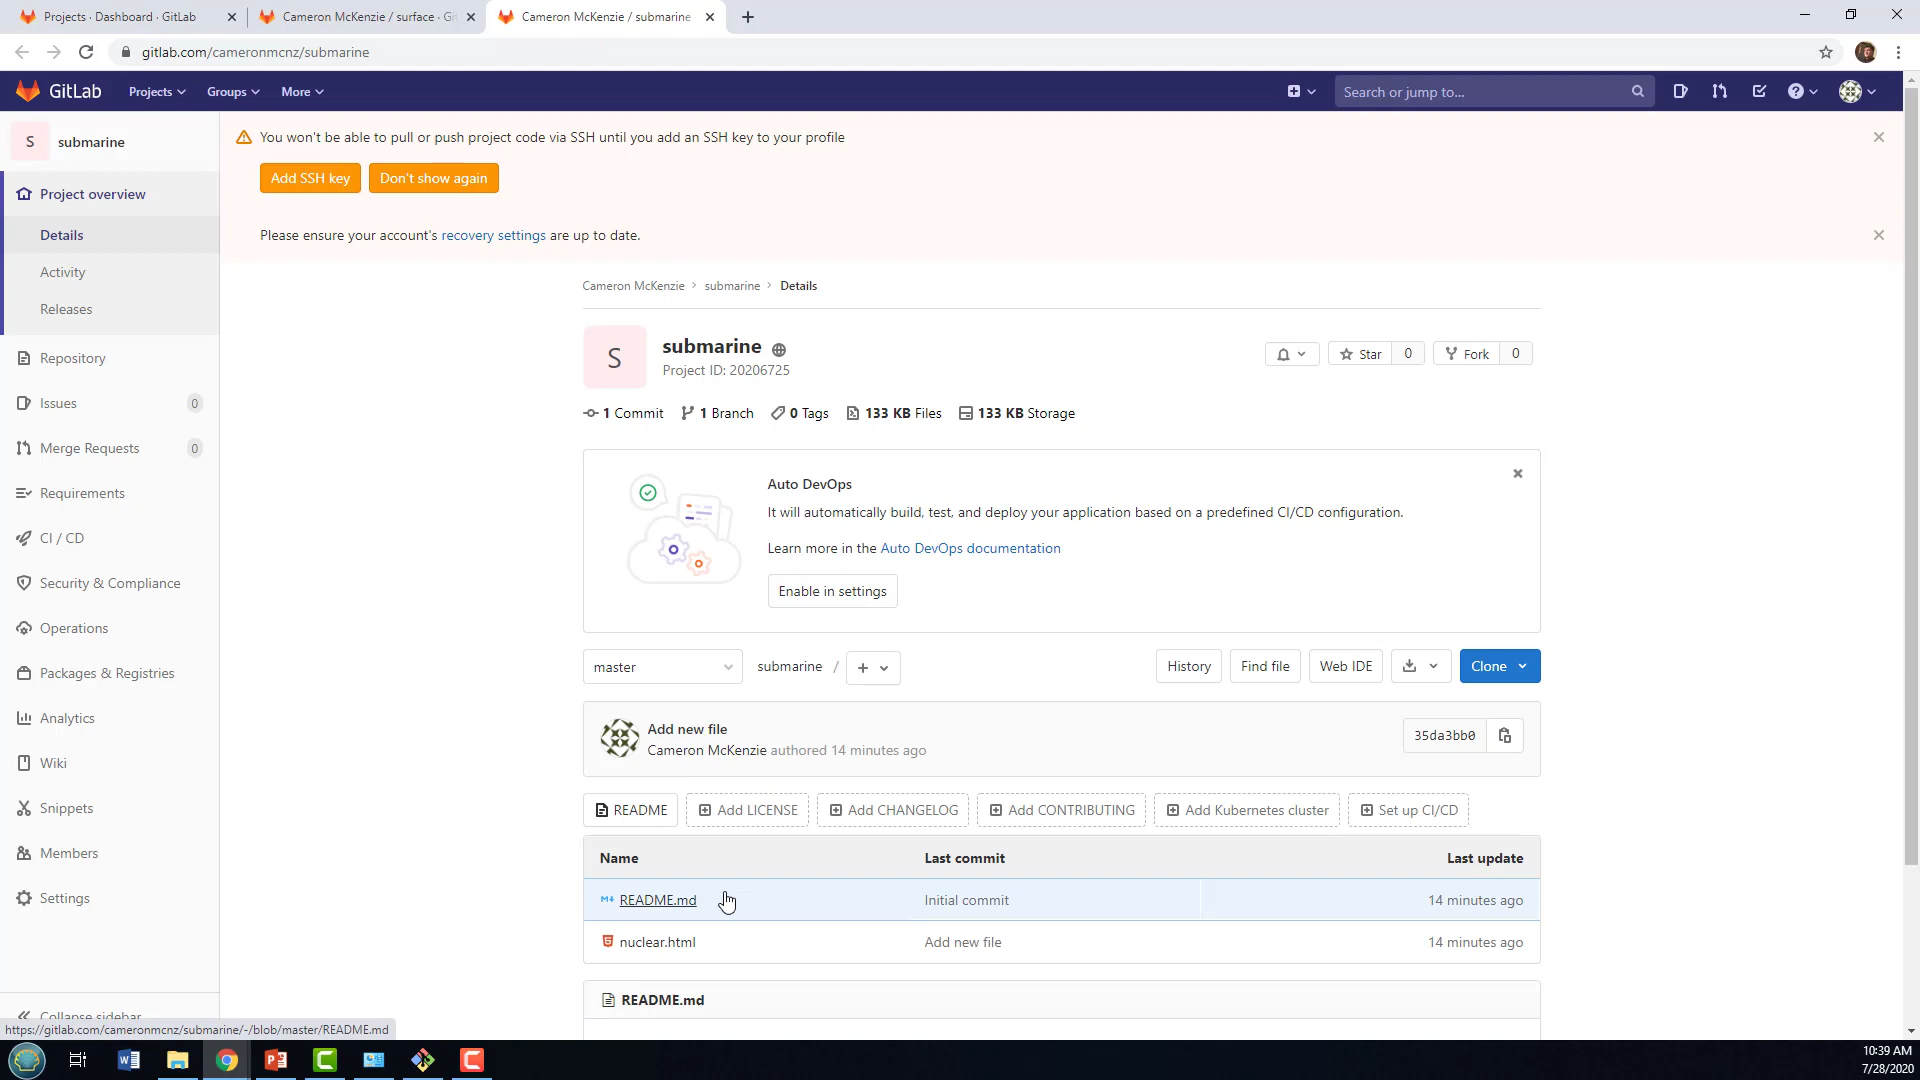 Projects · Dashboard · GitLab
Cameron McKenzie / surface · Gi
Cameron McKenzie / submarine
gitlab.com/cameronmcnz/submarine
GitLab
Projects
Groups
More
Search or jump to...
S
submarine
Project overview
Details
Activity
Releases
Repository
Issues
0
Merge Requests
0
Requirements
CI / CD
Security & Compliance
Operations
Packages & Registries
Analytics
Wiki
Snippets
Members
Settings
Collapse sidebar
https://gitlab.com/cameronmcnz/submarine/-/blob/master/README.md
You won't be able to pull or push project code via SSH until you add an SSH key to your profile
Add SSH key
Don't show again
Please ensure your account's recovery settings are up to date.
Cameron McKenzie > submarine > Details
S
submarine
Project ID: 20206725
Star
0
Fork
0
1 Commit
1 Branch
0 Tags
133 KB Files
133 KB Storage
Auto DevOps
It will automatically build, test, and deploy your application based on a predefined CI/CD configuration.
Learn more in the Auto DevOps documentation
Enable in settings
master
submarine /
+
History
Find file
Web IDE
Clone
Add new file
Cameron McKenzie authored 14 minutes ago
35da3bb0
README
Add LICENSE
Add CHANGELOG
Add CONTRIBUTING
Add Kubernetes cluster
Set up CI/CD
Name
Last commit
Last update
README.md
Initial commit
14 minutes ago
nuclear.html
Add new file
14 minutes ago
README.md
10:39 AM
7/28/2020